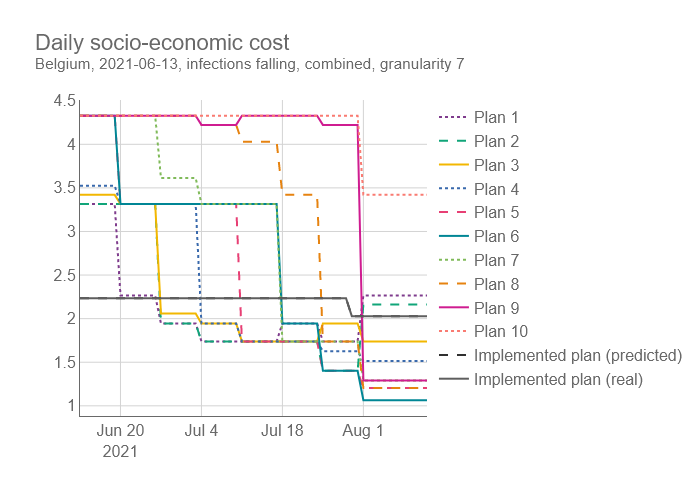 Daily socio-economic cost
Belgium, 2021-06-13, infections falling, combined, granularity 7
4.5
4
3.5
3
2.5
2
1.5
1
Jun 20
2021
Jul 4
Jul 18
Aug 1
Plan 1
Plan 2
Plan 3
Plan 4
Plan 5
Plan 6
Plan 7
Plan 8
Plan 9
Plan 10
Implemented plan (predicted)
Implemented plan (real)